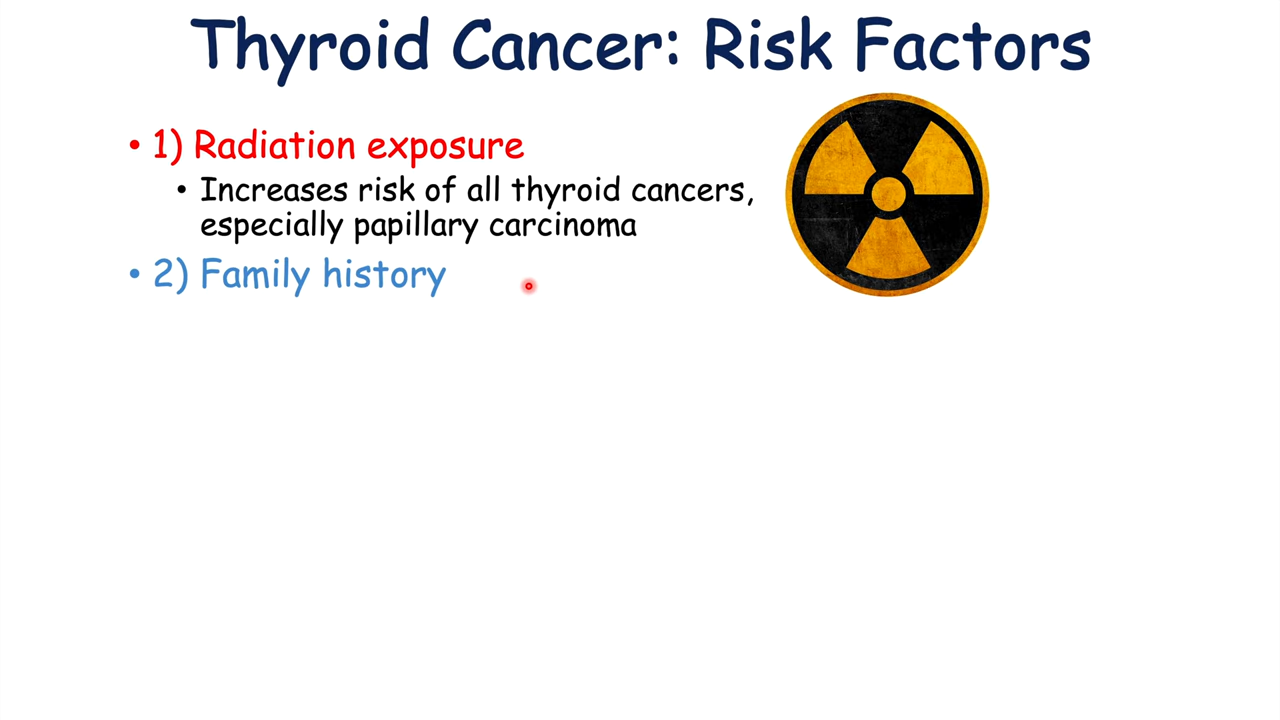 Thyroid Cancer: Risk Factors
• 1) Radiation exposure
• Increases risk of all thyroid cancers,
especially papillary carcinoma
• 2) Family history